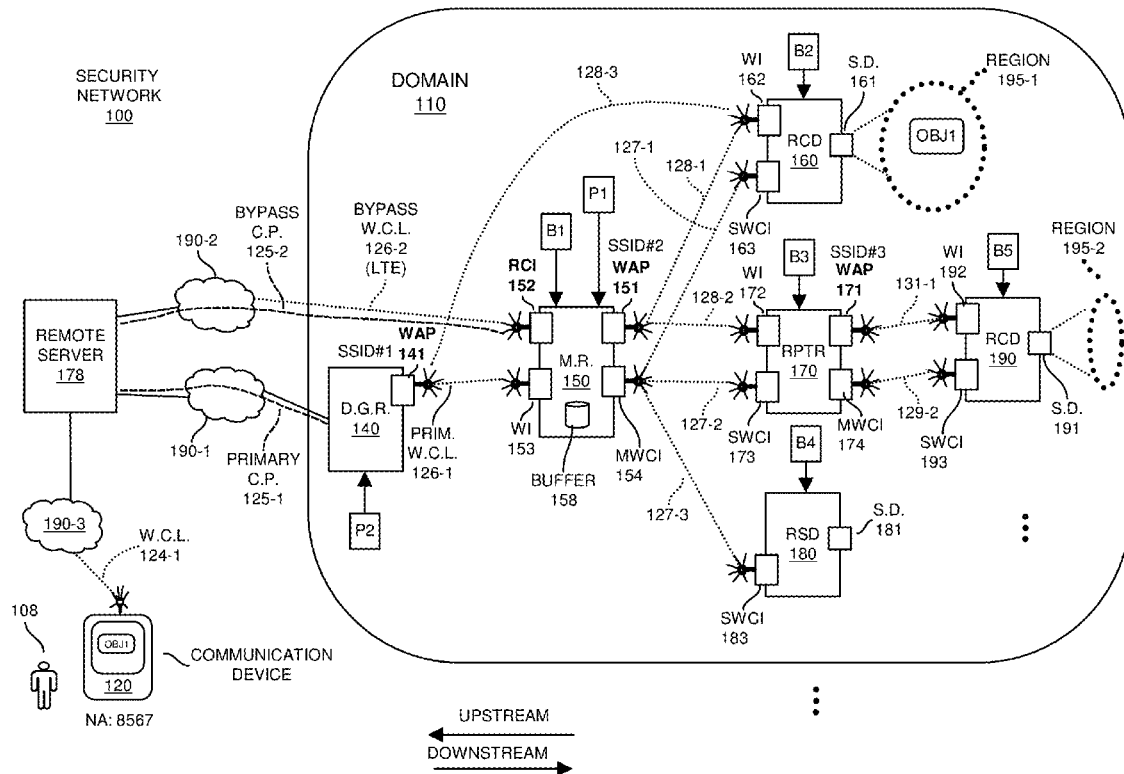 SECURITY
NETWORK
100
DOMAIN
110
128-3
WI
162
B2
S.D.
161
REGION
195-1
OBJ1
RCD
160
127-1
128-1
SWCI
163
BYPASS
C.P.
125-2
BYPASS
W.C.L.
126-2
(LTE)
190-2
P1
B1
RCI
152
SSID#2
WAP
151
WI
172
B3
SSID#3
WAP
171
WI
192
B5
REGION
195-2
128-2
131-1
REMOTE
SERVER
178
SSID#1
WAP
141
M.R.
150
RPTR
170
RCD
190
D.G.R.
140
PRIM.
W.C.L.
126-1
WI
153
BUFFER
158
MWCI
154
127-2
SWCI
173
MWCI
174
129-2
SWCI
193
S.D.
191
190-1
PRIMARY
C.P.
125-1
P2
B4
127-3
RSD
180
S.D.
181
SWCI
183
190-3
W.C.L.
124-1
108
OBJ1
120
COMMUNICATION
DEVICE
NA: 8567
UPSTREAM
DOWNSTREAM